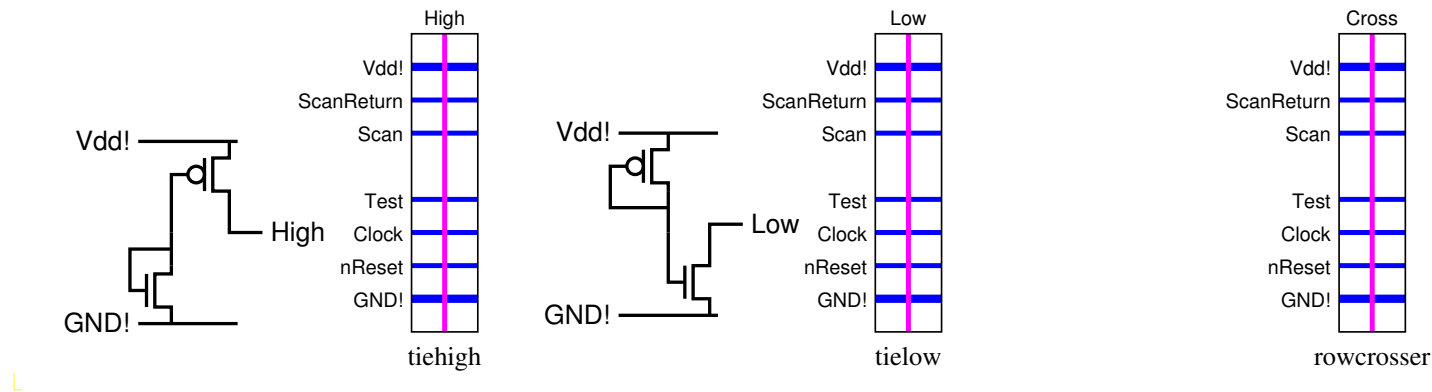 High
Vdd!
ScanReturn
Scan
Test
Clock
nReset
GND!
tiehigh
Vdd!
High
GND!
Low
Vdd!
ScanReturn
Scan
Test
Clock
nReset
GND!
tielow
Vdd!
Low
GND!
Cross
Vdd!
ScanReturn
Scan
Test
Clock
nReset
GND!
rowcrosser